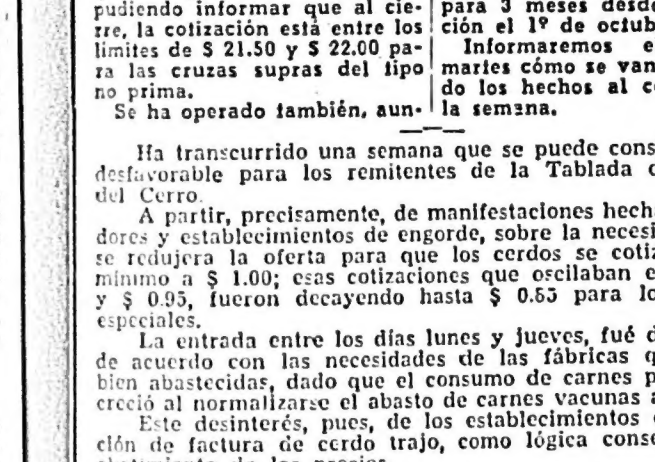 pudiendo informar que al cie-
rre, la cotización está entre los
límites de $ 21.50 y $ 22.00 pa-
ra las cruzas supras del tipo
no prima.
Se ha operado también, aun-
para 3 meses desde
ción el 1º de octub
Informaremos e
martes cómo se van
do los hechos al c
la semana.
Ha transcurrido una semana que se puede cons
desfavorable para los remitentes de la Tablada
del Cerro.
A partir, precisamente, de manifestaciones hech
dores y establecimientos de engorde, sobre la necesi
se redujera la oferta para que los cerdos se coti
mínimo a $ 1.00; esas cotizaciones que oscilaban e
y $ 0.95, fueron decayendo hasta $ 0.85 para lo
especiales.
La entrada entre los días lunes y jueves, fué d
de acuerdo con las necesidades de las fábricas q
bien abastecidas, dado que el consumo de carnes p
creció al normalizarse el abasto de carnes vacunas a
Este desinterés, pues, de los establecimientos
ción de factura de cerdo trajo, como lógica conse